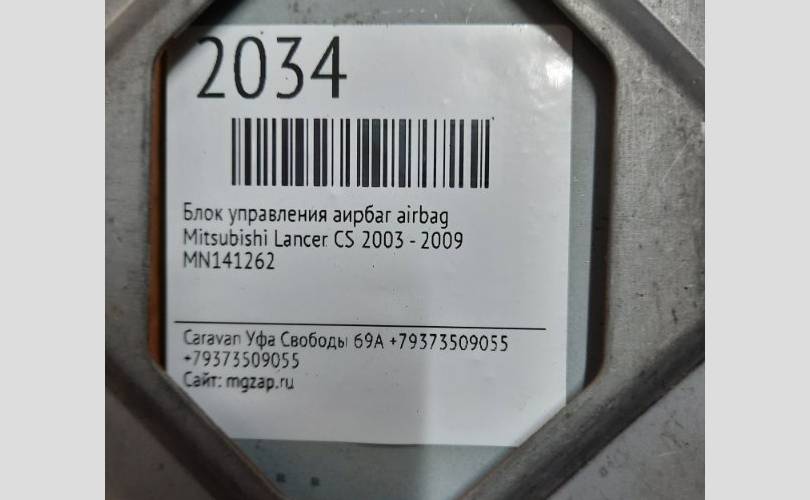 2034
Блок управления аирбаг airbag
Mitsubishi Lancer CS 2003 - 2009
MN141262
Caravan Уфа Свободы 69А +79373509055
+79373509055
Сайт: mgzap.ru